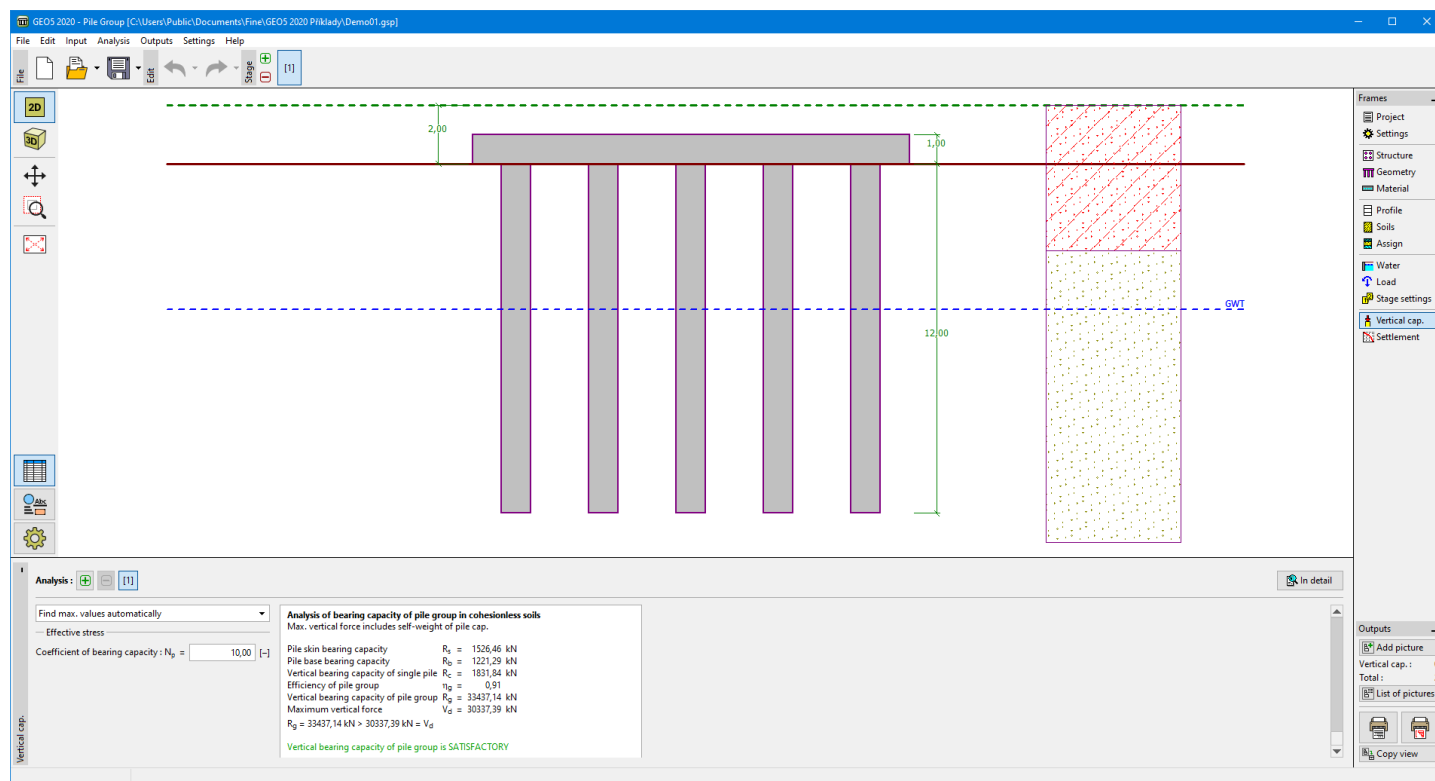 GEO5 2020 - Pile Group [C:\Users\Public\Documents\Fine\GEO5 2020 Příklady\Demo01.gsp]
File Edit Input Analysis Outputs Settings Help
File
Edit
Stage
[1]
2D
3D
Abc
2,00
1,00
12,00
GWT
Frames
Project
Settings
Structure
Geometry
Material
Profile
Soils
Assign
Water
Load
Stage settings
Vertical cap.
Settlement
Vertical cap.
Analysis : [1]
In detail
Find max. values automatically
Effective stress
Coefficient of bearing capacity : Np = 10,00 [–]
Analysis of bearing capacity of pile group in cohesionless soils
Max. vertical force includes self-weight of pile cap.
Pile skin bearing capacity Rs = 1526,46 kN
Pile base bearing capacity Rb = 1221,29 kN
Vertical bearing capacity of single pile Rc = 1831,84 kN
Efficiency of pile group ηg = 0,91
Vertical bearing capacity of pile group Rg = 33437,14 kN
Maximum vertical force Vd = 30337,39 kN
Rg = 33437,14 kN > 30337,39 kN = Vd
Vertical bearing capacity of pile group is SATISFACTORY
Outputs
Add picture
Vertical cap. :
Total :
List of pictures
Copy view